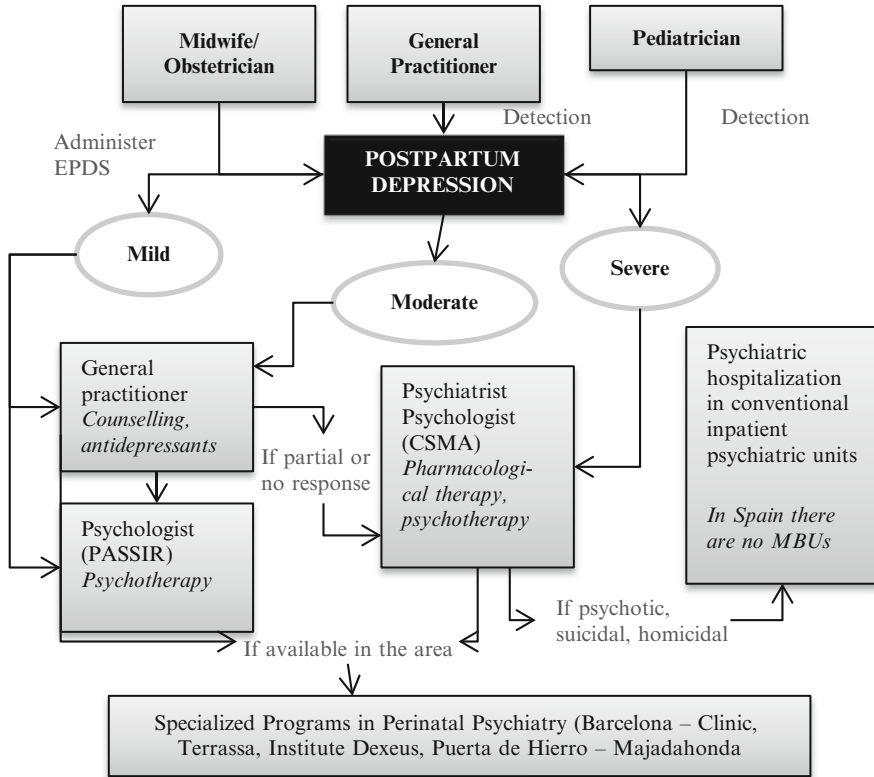 Midwife/
Obstetrician
General
Practitioner
Pediatrician
Administer
EPDS
Detection
Detection
POSTPARTUM
DEPRESSION
Mild
Moderate
Severe
General
practitioner
Counselling,
antidepressants
If partial or
no response
Psychiatrist
Psychologist
(CSMA)
Pharmacologi-
cal therapy,
psychotherapy
Psychiatric
hospitalization
in conventional
inpatient
psychiatric units
In Spain there
are no MBUs
Psychologist
(PASSIR)
Psychotherapy
If psychotic,
suicidal, homicidal
If available in the area
Specialized Programs in Perinatal Psychiatry (Barcelona – Clinic,
Terrassa, Institute Dexeus, Puerta de Hierro – Majadahonda